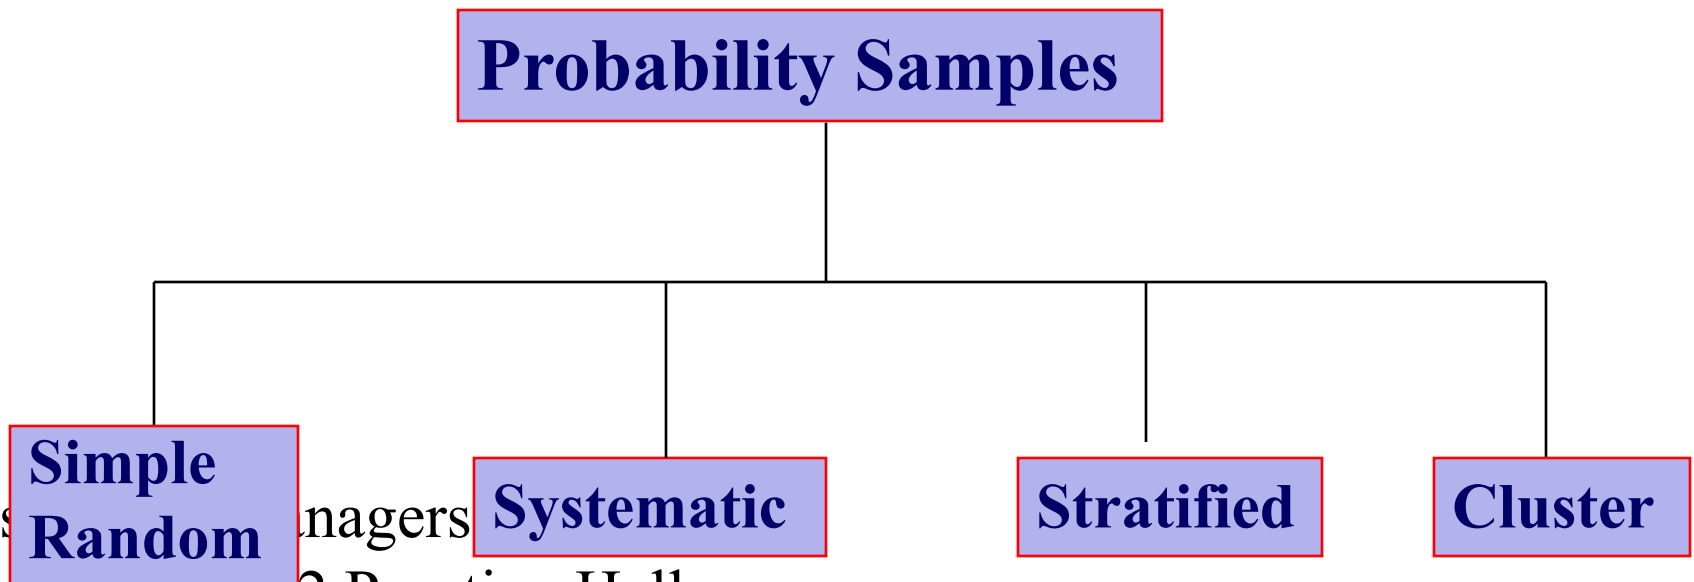 Probability Samples
Simple
Random
Systematic
Stratified
Cluster